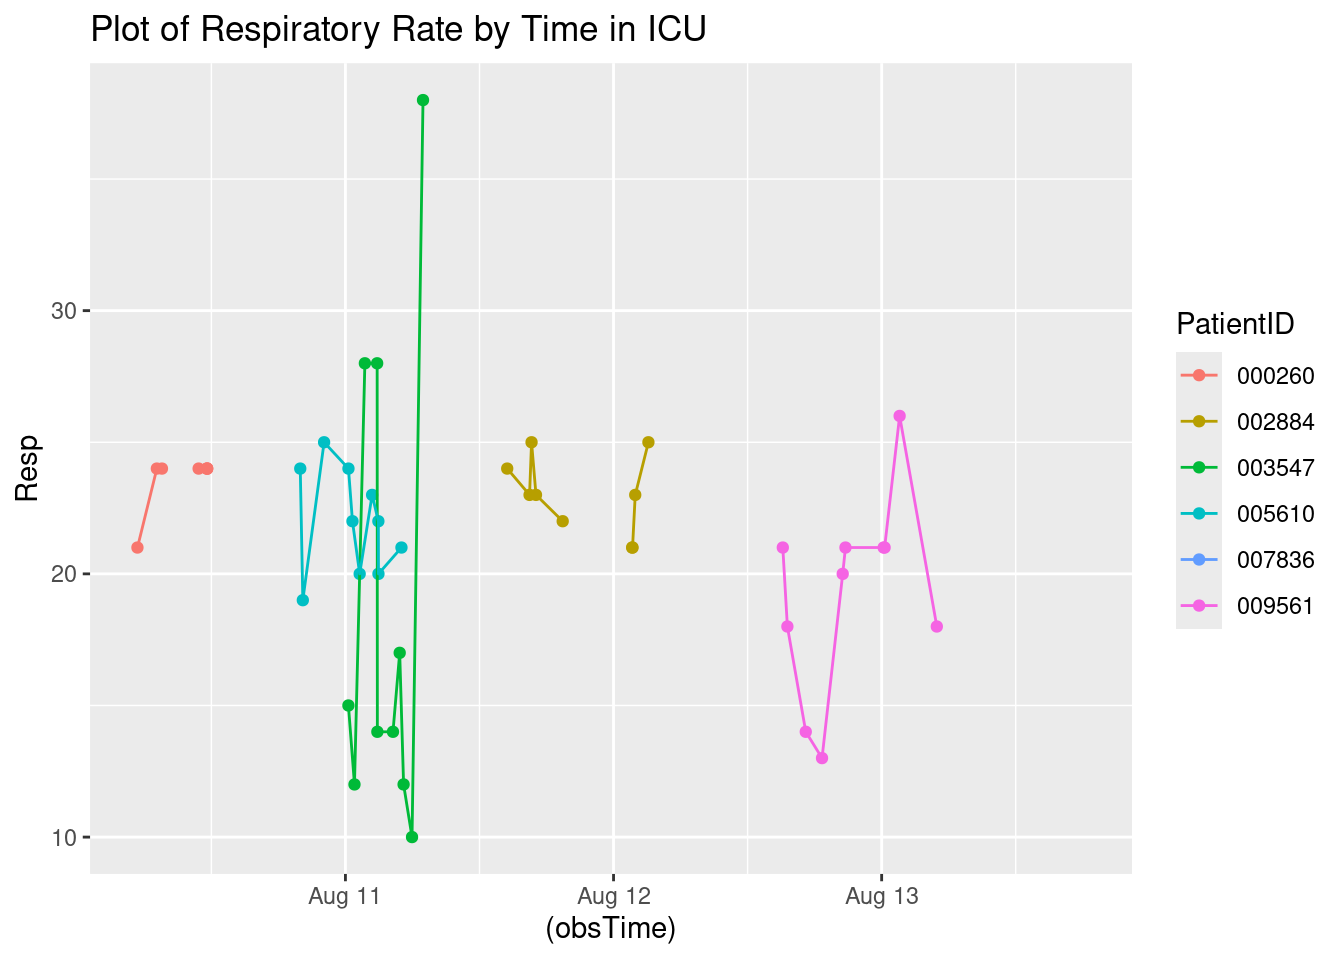 Plot of Respiratory Rate by Time in ICU
Resp
30
20
10
Aug 11
Aug 12
Aug 13
(obsTime)
PatientID
000260
002884
003547
005610
007836
009561